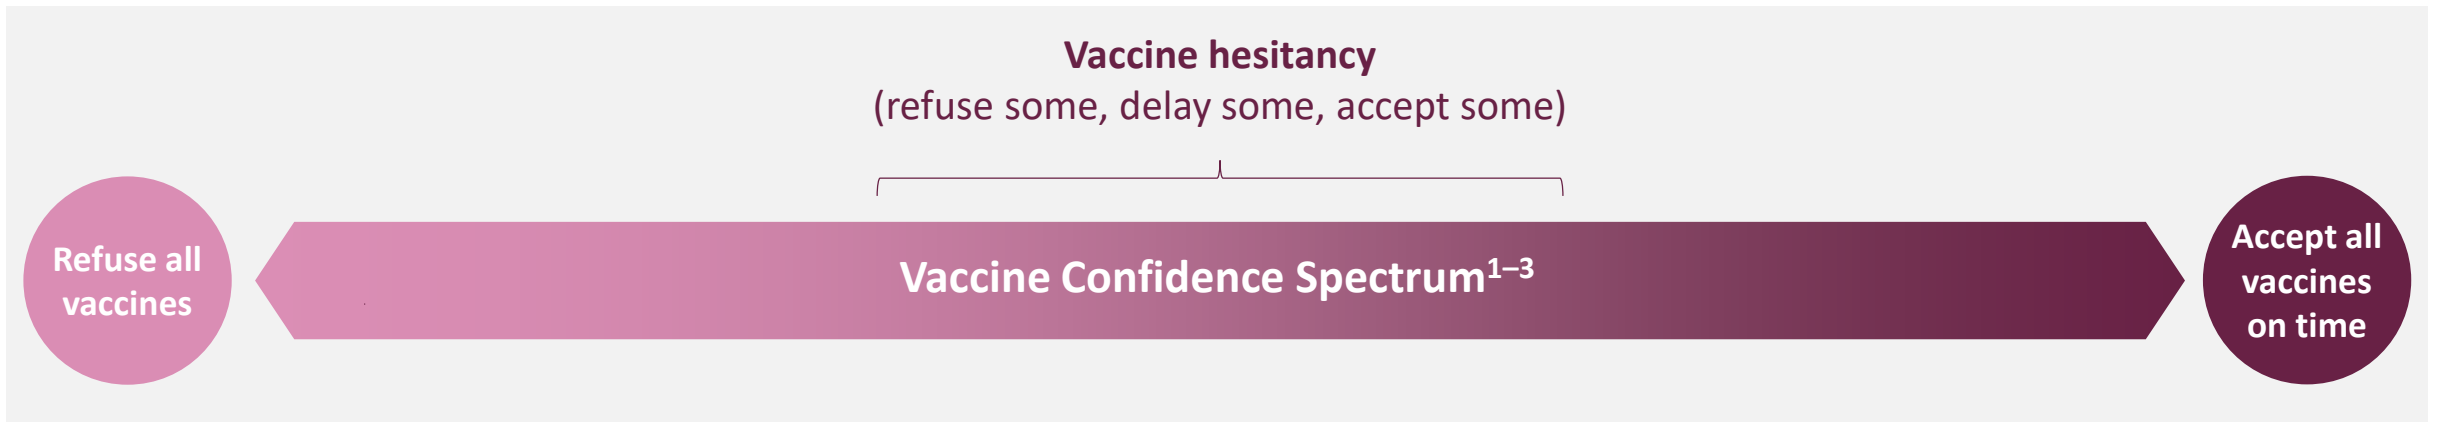 Vaccine hesitancy
(refuse some, delay some, accept some)
Refuse all
vaccines
Vaccine Confidence Spectrum¹⁻³
Accept all
vaccines
on time